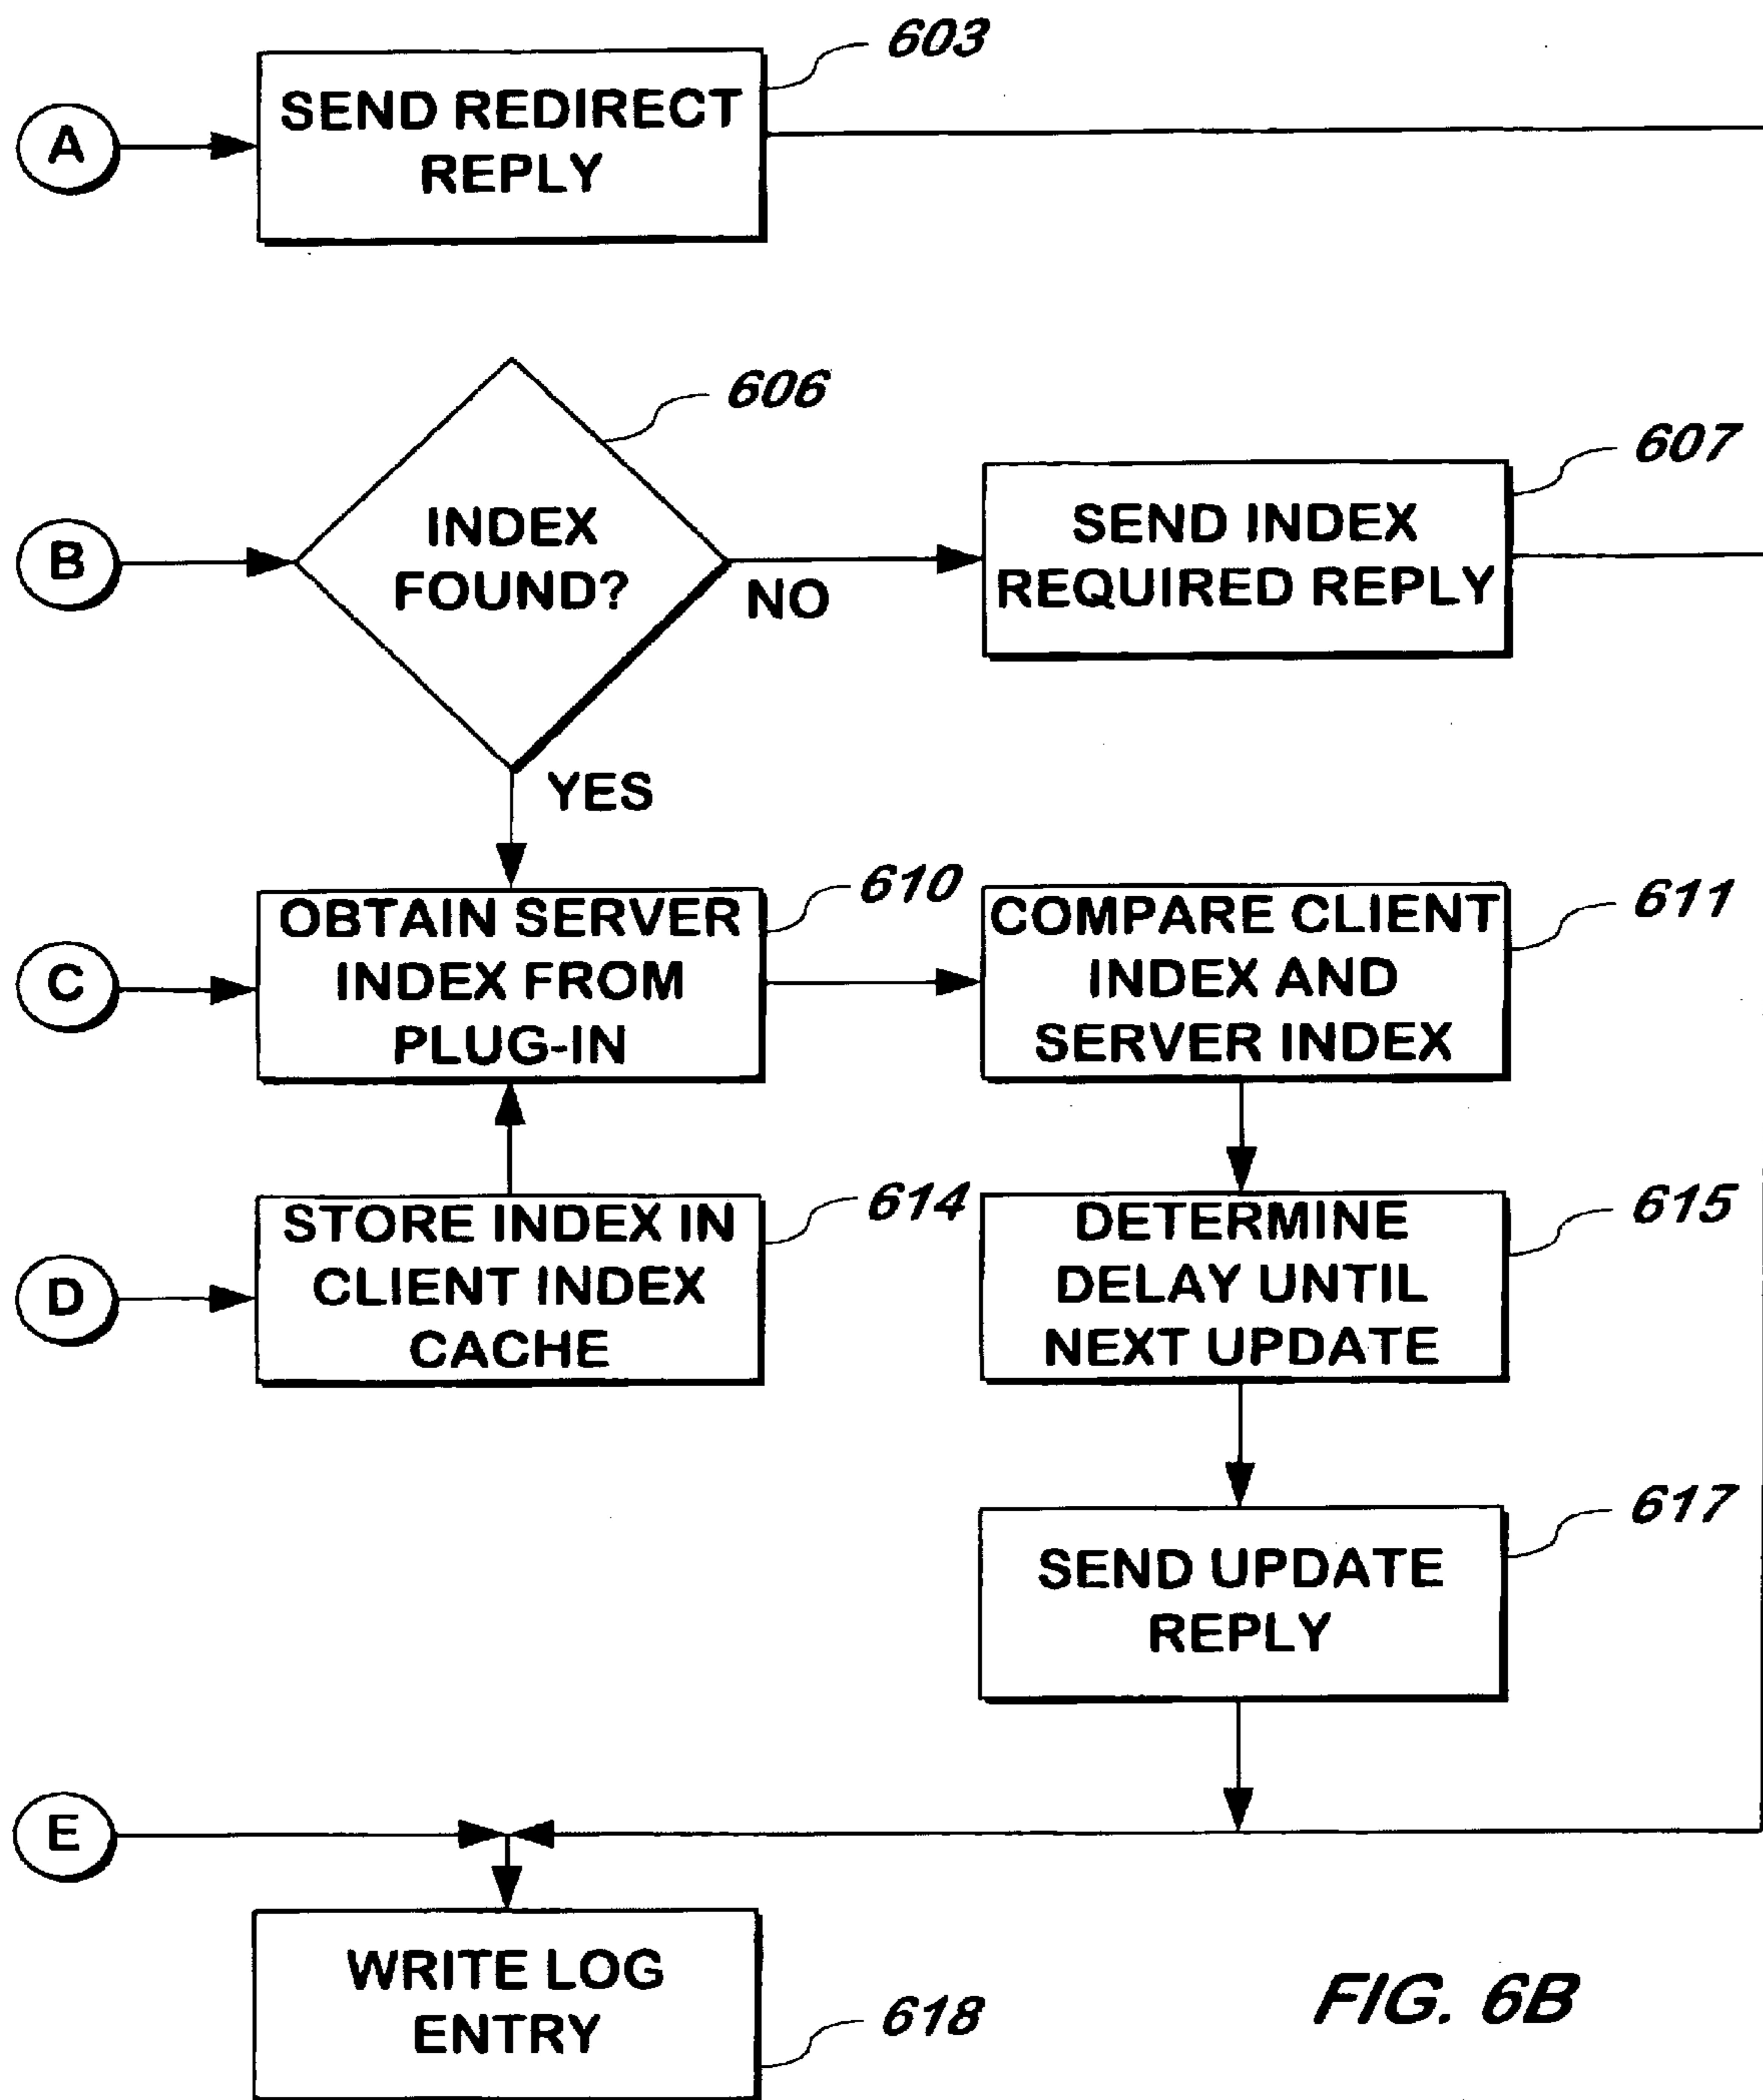 603
SEND REDIRECT
REPLY
A
606
607
INDEX
FOUND?
B
NO
SEND INDEX
REQUIRED REPLY
YES
610
611
OBTAIN SERVER
INDEX FROM
PLUG-IN
C
COMPARE CLIENT
INDEX AND
SERVER INDEX
614
615
STORE INDEX IN
CLIENT INDEX
CACHE
D
DETERMINE
DELAY UNTIL
NEXT UPDATE
617
SEND UPDATE
REPLY
E
WRITE LOG
ENTRY
618
FIG. 6B